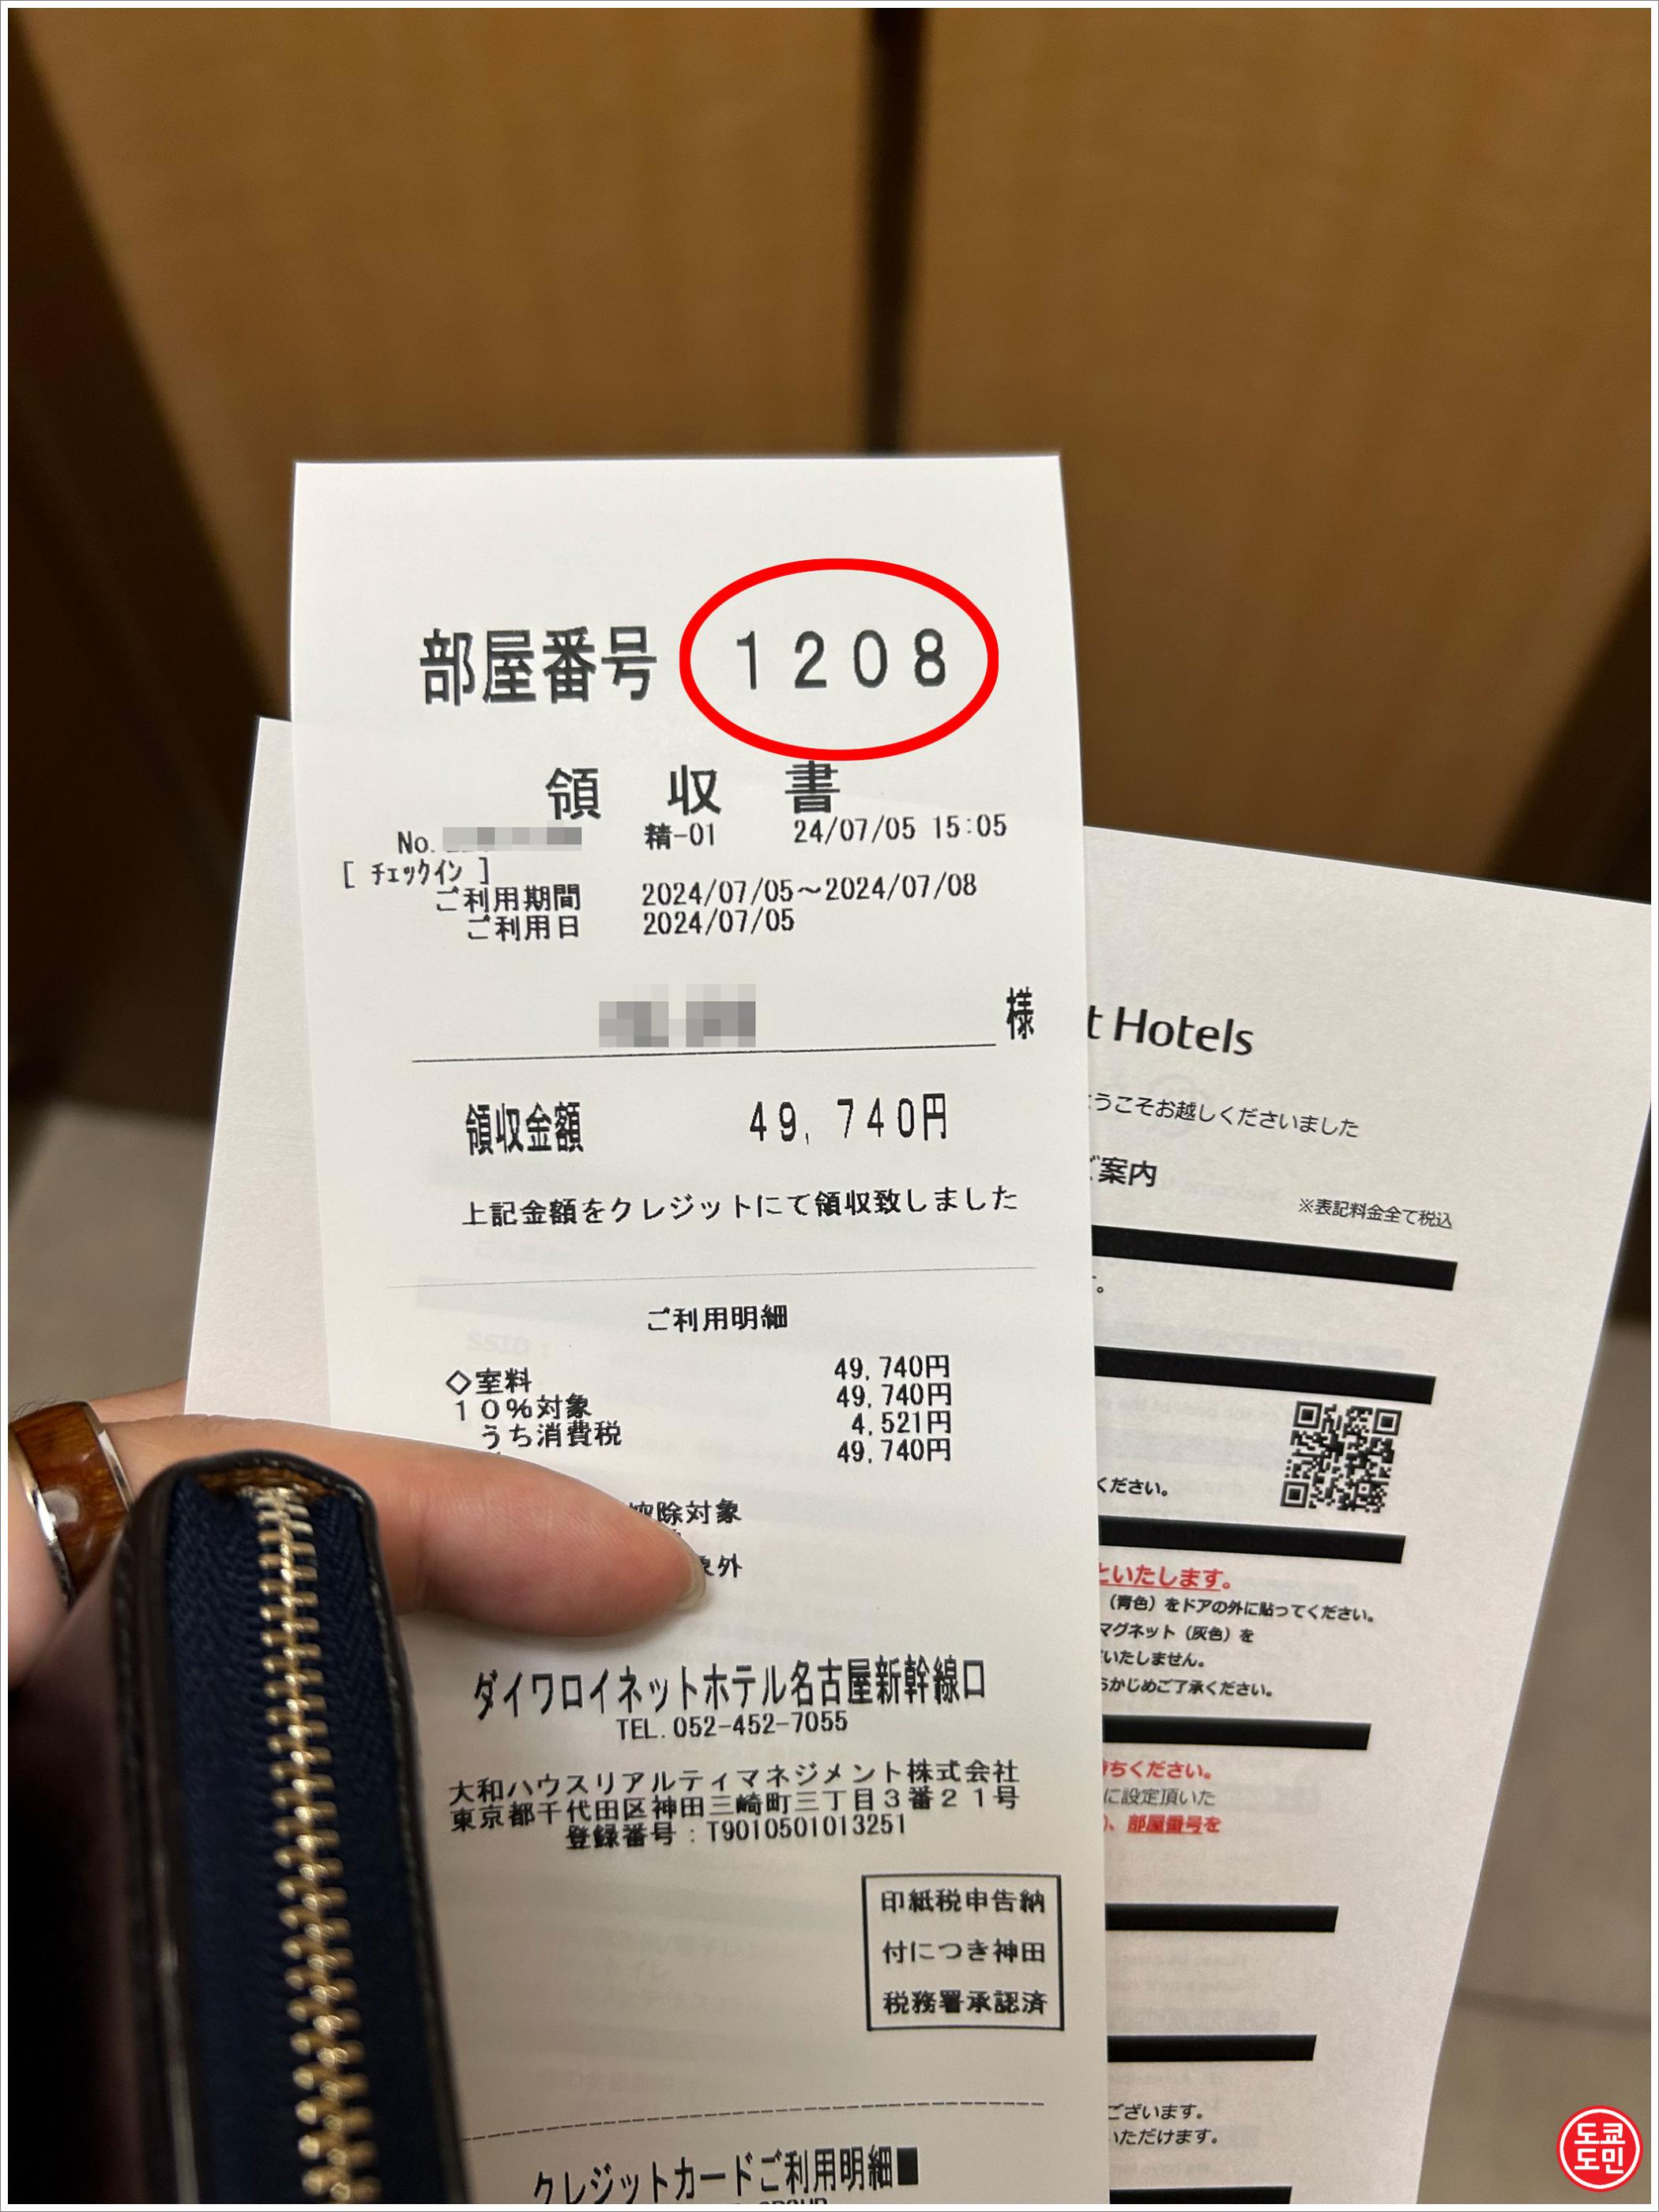 部屋番号 1208
領収書
No. 精-01 24/07/05 15:05
[ ﾁｪｯｸｲﾝ ]
ご利用期間 2024/07/05～2024/07/08
ご利用日 2024/07/05
様
領収金額 49,740円
上記金額をクレジットにて領収致しました
ご利用明細
◇室料 49,740円
10%対象 49,740円
うち消費税 4,521円
49,740円
控除対象
象外
ダイワロイネットホテル名古屋新幹線口
TEL.052-452-7055
大和ハウスリアルティマネジメント株式会社
東京都千代田区神田三崎町三丁目3番21号
登録番号：T9010501013251
印紙税申告納
付につき神田
税務署承認済
クレジットカードご利用明細■
t Hotels
ようこそお越しくださいました
ご案内
※表記料金全て税込
す。
ください。
といたします。
（青色）をドアの外に貼ってください。
マグネット（灰色）を
いたしません。
らかじめご了承ください。
待ちください。
に設定頂いた
)、部屋番号を
ございます。
いただけます。
SSID :
도쿄
도민